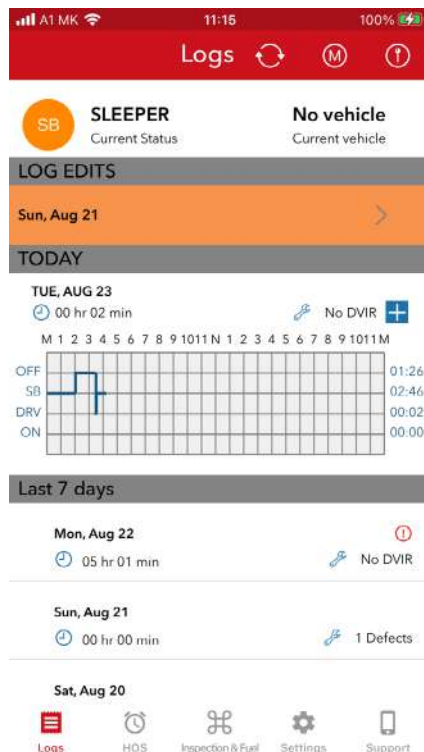 A1 MK 11:15 100%
Logs M
SB SLEEPER No vehicle
Current Status Current vehicle
LOG EDITS
Sun, Aug 21
TODAY
TUE, AUG 23
00 hr 02 min No DVIR
M 1 2 3 4 5 6 7 8 9 1011 N 1 2 3 4 5 6 7 8 9 1011 M
OFF 01:26
SB 02:46
DRV 00:02
ON 00:00
Last 7 days
Mon, Aug 22
05 hr 01 min No DVIR
Sun, Aug 21
00 hr 00 min 1 Defects
Sat, Aug 20
Logs HOS Inspection & Fuel Settings Support